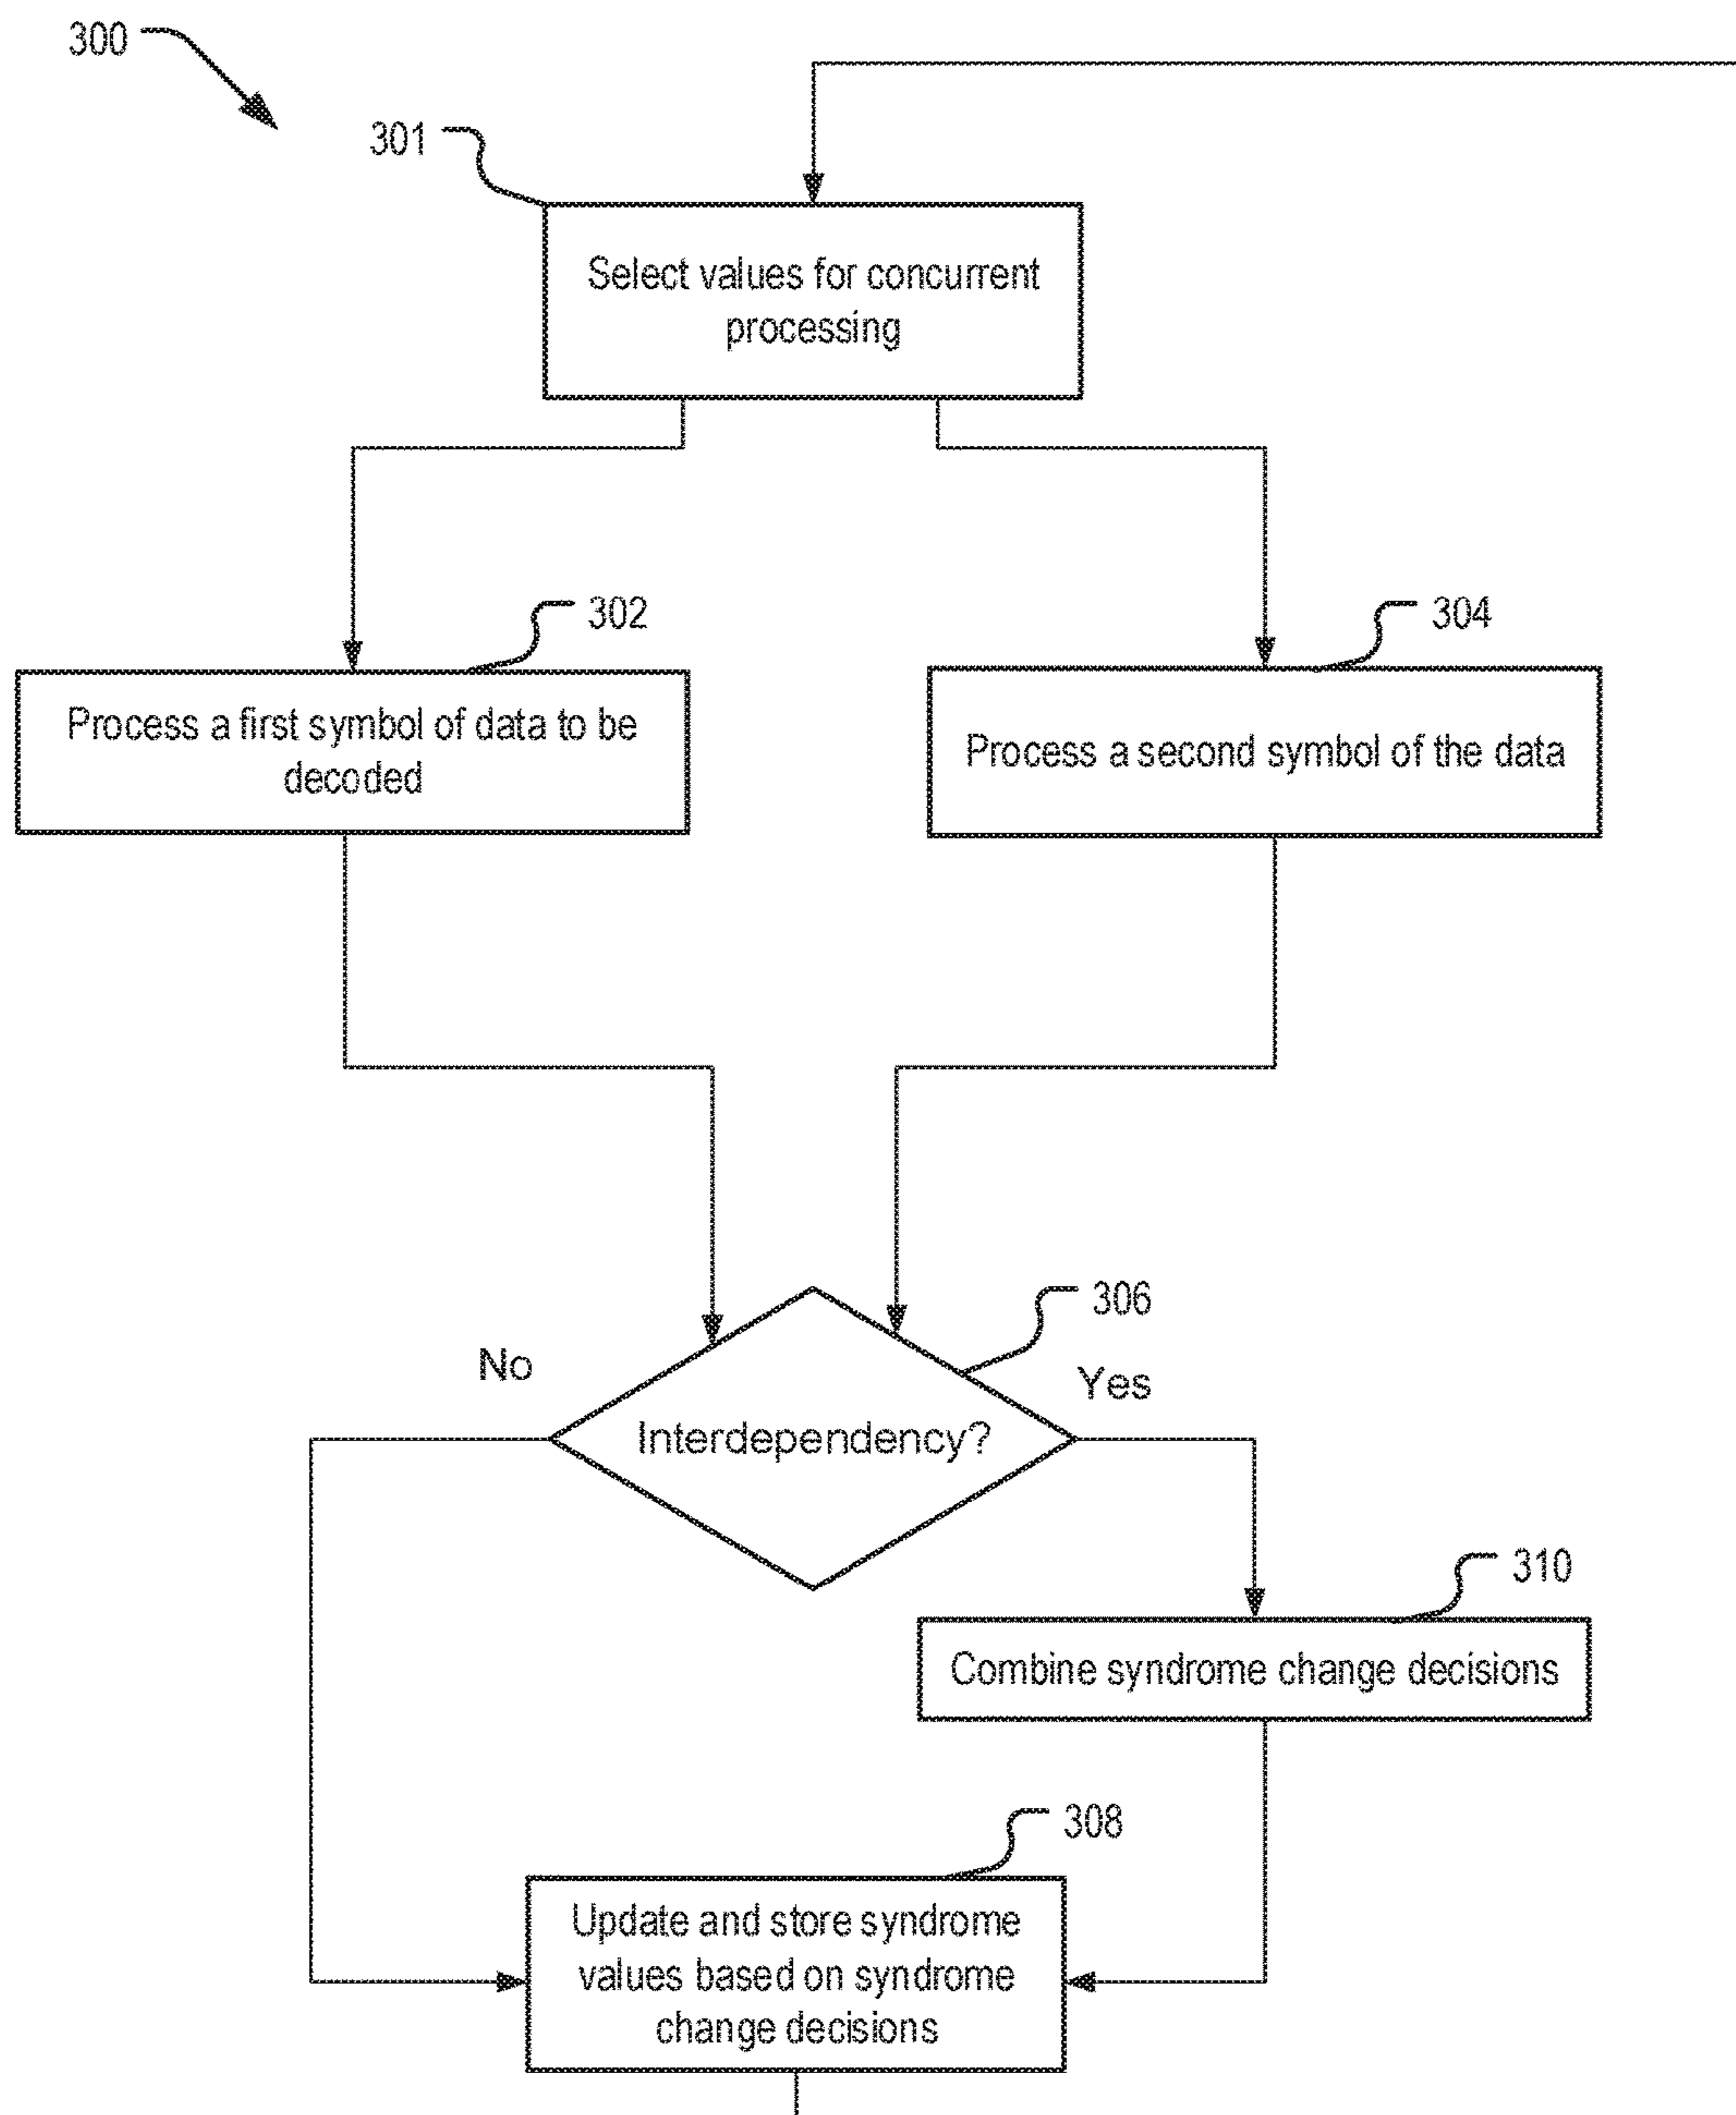 300
301
Select values for concurrent
processing
302
304
Process a first symbol of data to be
decoded
Process a second symbol of the data
306
No
Yes
Interdependency?
310
Combine syndrome change decisions
308
Update and store syndrome
values based on syndrome
change decisions